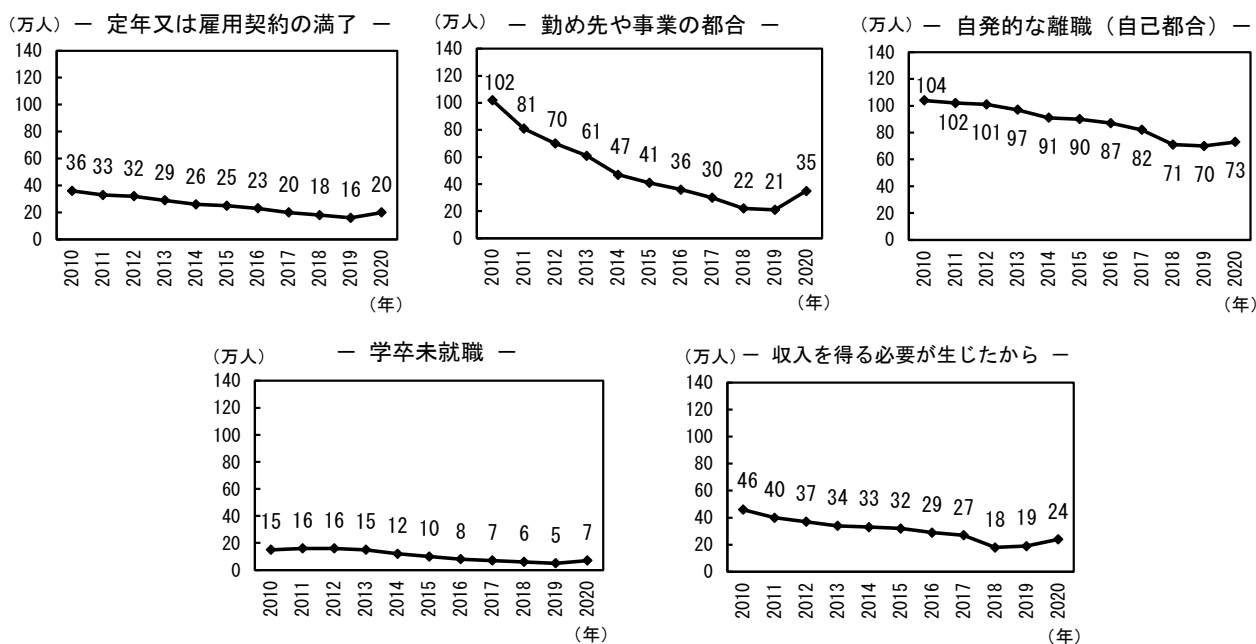 (万人) － 定年又は雇用契約の満了 －
140
120
100
80
60
40
20
0
36 33 32 29 26 25 23 20 18 16 20
2010 2011 2012 2013 2014 2015 2016 2017 2018 2019 2020
(年)
(万人) － 勤め先や事業の都合 －
140
120
100
80
60
40
20
0
102 81 70 61 47 41 36 30 22 21 35
2010 2011 2012 2013 2014 2015 2016 2017 2018 2019 2020
(年)
(万人) － 自発的な離職（自己都合）－
140
120
100
80
60
40
20
0
104 102 101 97 91 90 87 82 71 70 73
2010 2011 2012 2013 2014 2015 2016 2017 2018 2019 2020
(年)
(万人) － 学卒未就職 －
140
120
100
80
60
40
20
0
15 16 16 15 12 10 8 7 6 5 7
2010 2011 2012 2013 2014 2015 2016 2017 2018 2019 2020
(年)
(万人) － 収入を得る必要が生じたから －
140
120
100
80
60
40
20
0
46 40 37 34 33 32 29 27 18 19 24
2010 2011 2012 2013 2014 2015 2016 2017 2018 2019 2020
(年)